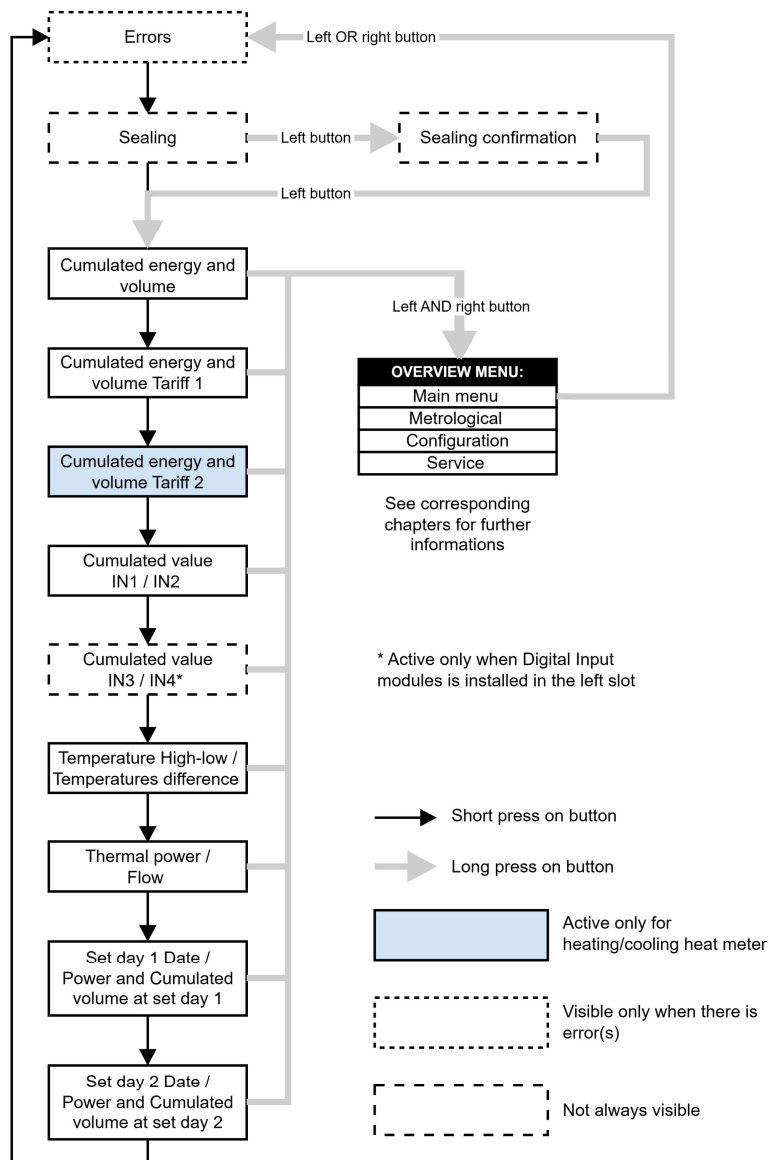 Errors
Left OR right button
Sealing
Left button
Sealing confirmation
Left button
Cumulated energy and
volume
Left AND right button
Cumulated energy and
volume Tariff 1
OVERVIEW MENU:
Main menu
Metrological
Configuration
Service
Cumulated energy and
volume Tariff 2
See corresponding
chapters for further
informations
Cumulated value
IN1 / IN2
Cumulated value
IN3 / IN4*
* Active only when Digital Input
modules is installed in the left slot
Temperature High-low /
Temperatures difference
Short press on button
Thermal power /
Flow
Long press on button
Active only for
heating/cooling heat meter
Set day 1 Date /
Power and Cumulated
volume at set day 1
Visible only when there is
error(s)
Set day 2 Date /
Power and Cumulated
volume at set day 2
Not always visible